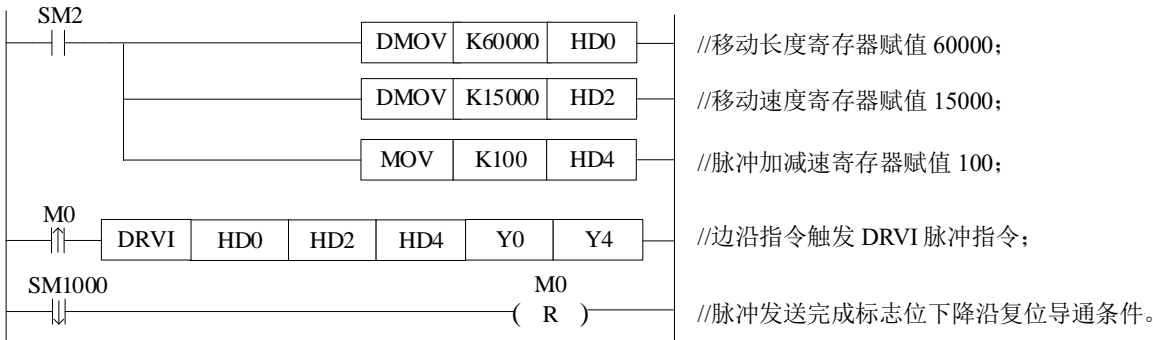 SM2
DMOV K60000 HD0 //移动长度寄存器赋值 60000；
DMOV K15000 HD2 //移动速度寄存器赋值 15000；
MOV K100 HD4 //脉冲加减速寄存器赋值 100；
M0
DRVI HD0 HD2 HD4 Y0 Y4 //边沿指令触发 DRVI 脉冲指令；
SM1000 M0
( R ) //脉冲发送完成标志位下降沿复位导通条件。